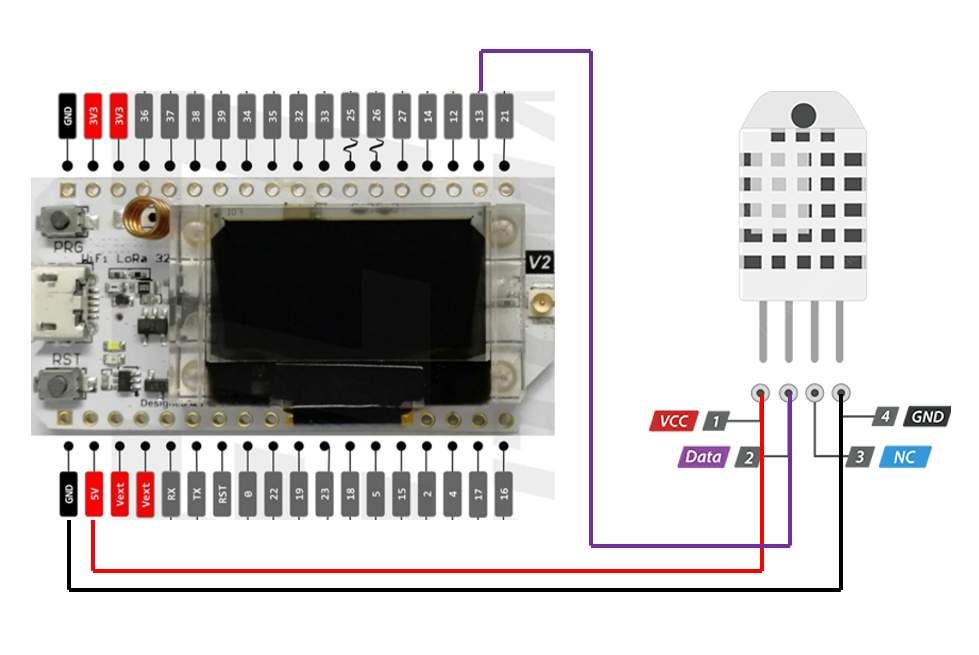 GND 3V3 3V3 36 37 38 39 34 35 32 33 25 26 27 14 12 13 21
PRG
WiFi LoRa 32
V2
RST
GND 5V Vext Vext RX TX RST 0 22 19 23 18 5 15 2 4 17 16
VCC 1
4 GND
Data 2
3 NC